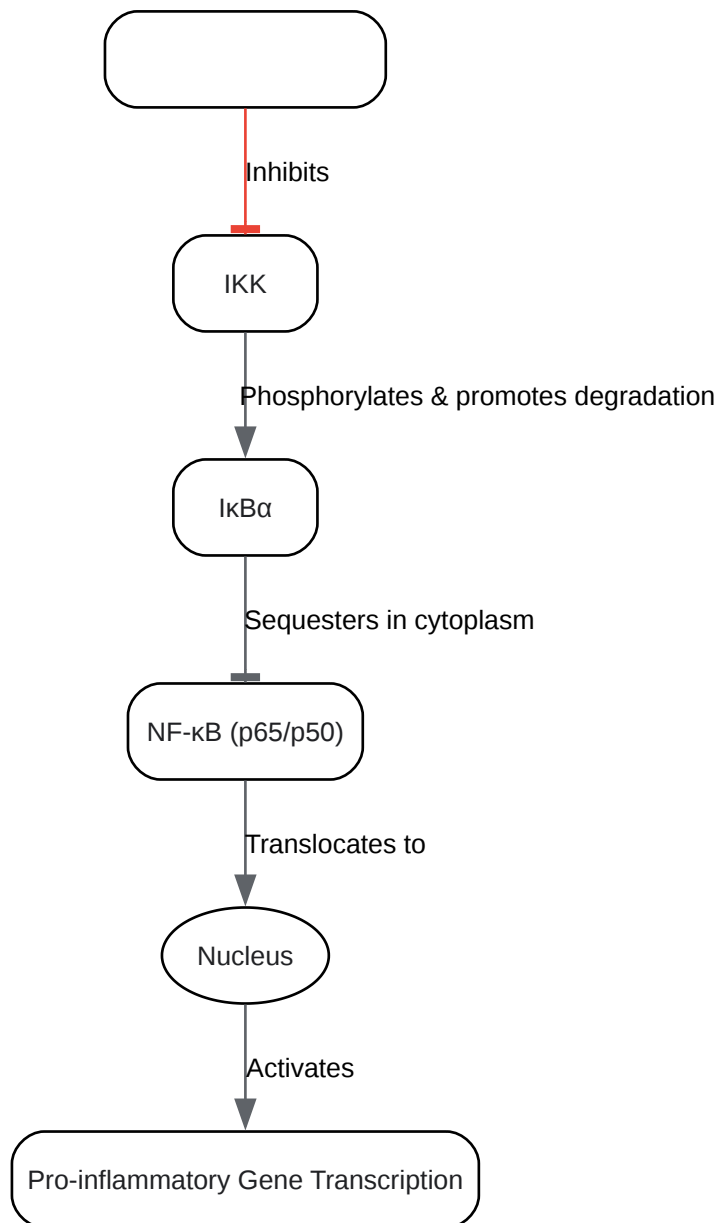 Inhibits
IKK
Phosphorylates & promotes degradation
IκBα
Sequesters in cytoplasm
NF-κB (p65/p50)
Translocates to
Nucleus
Activates
Pro-inflammatory Gene Transcription